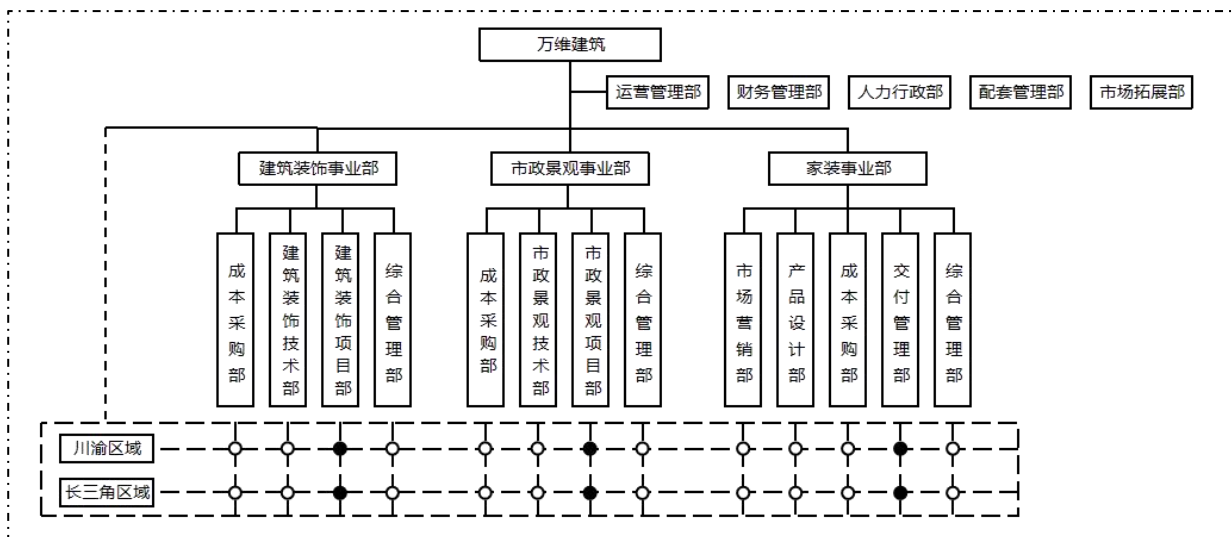 万维建筑
运营管理部
财务管理部
人力行政部
配套管理部
市场拓展部
建筑装饰事业部
市政景观事业部
家装事业部
成本采购部
建筑装饰技术部
建筑装饰项目部
综合管理部
成本采购部
市政景观技术部
市政景观项目部
综合管理部
市场营销部
产品设计部
成本采购部
交付管理部
综合管理部
川渝区域
长三角区域